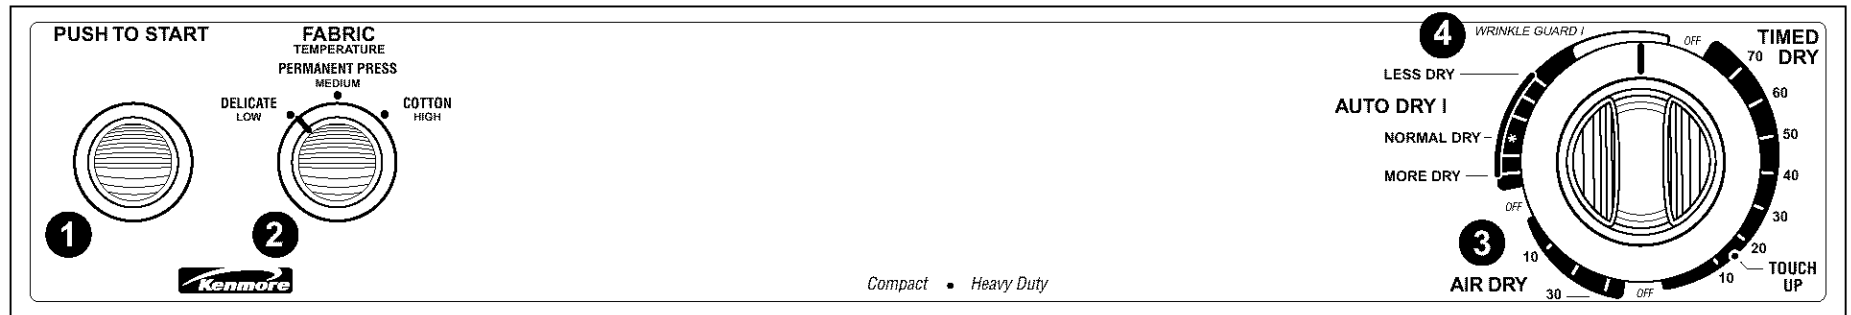 PUSH TO START
1
FABRIC
TEMPERATURE
PERMANENT PRESS
MEDIUM
DELICATE
LOW
COTTON
HIGH
2
Kenmore
Compact • Heavy Duty
4
WRINKLE GUARD I
OFF
TIMED
DRY
LESS DRY
AUTO DRY I
NORMAL DRY
*
MORE DRY
OFF
70
60
50
40
30
20
10
TOUCH
UP
3
AIR DRY
10
30
OFF